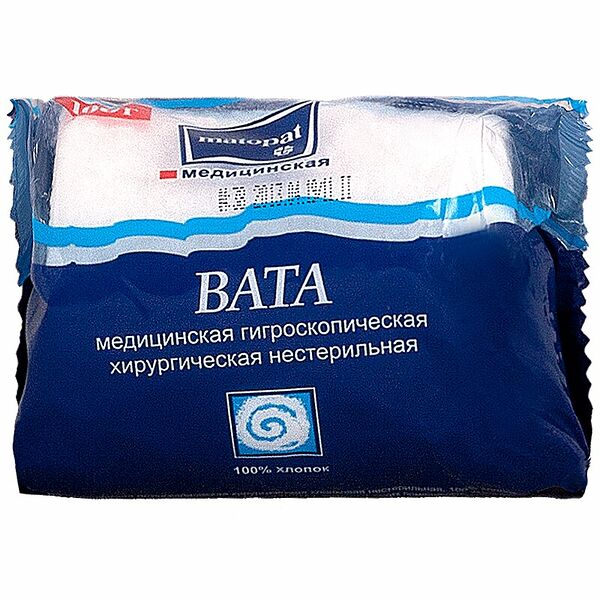 matopat
медицинская
ВАТА
медицинская гигроскопическая
хирургическая нестерильная
100% хлопок